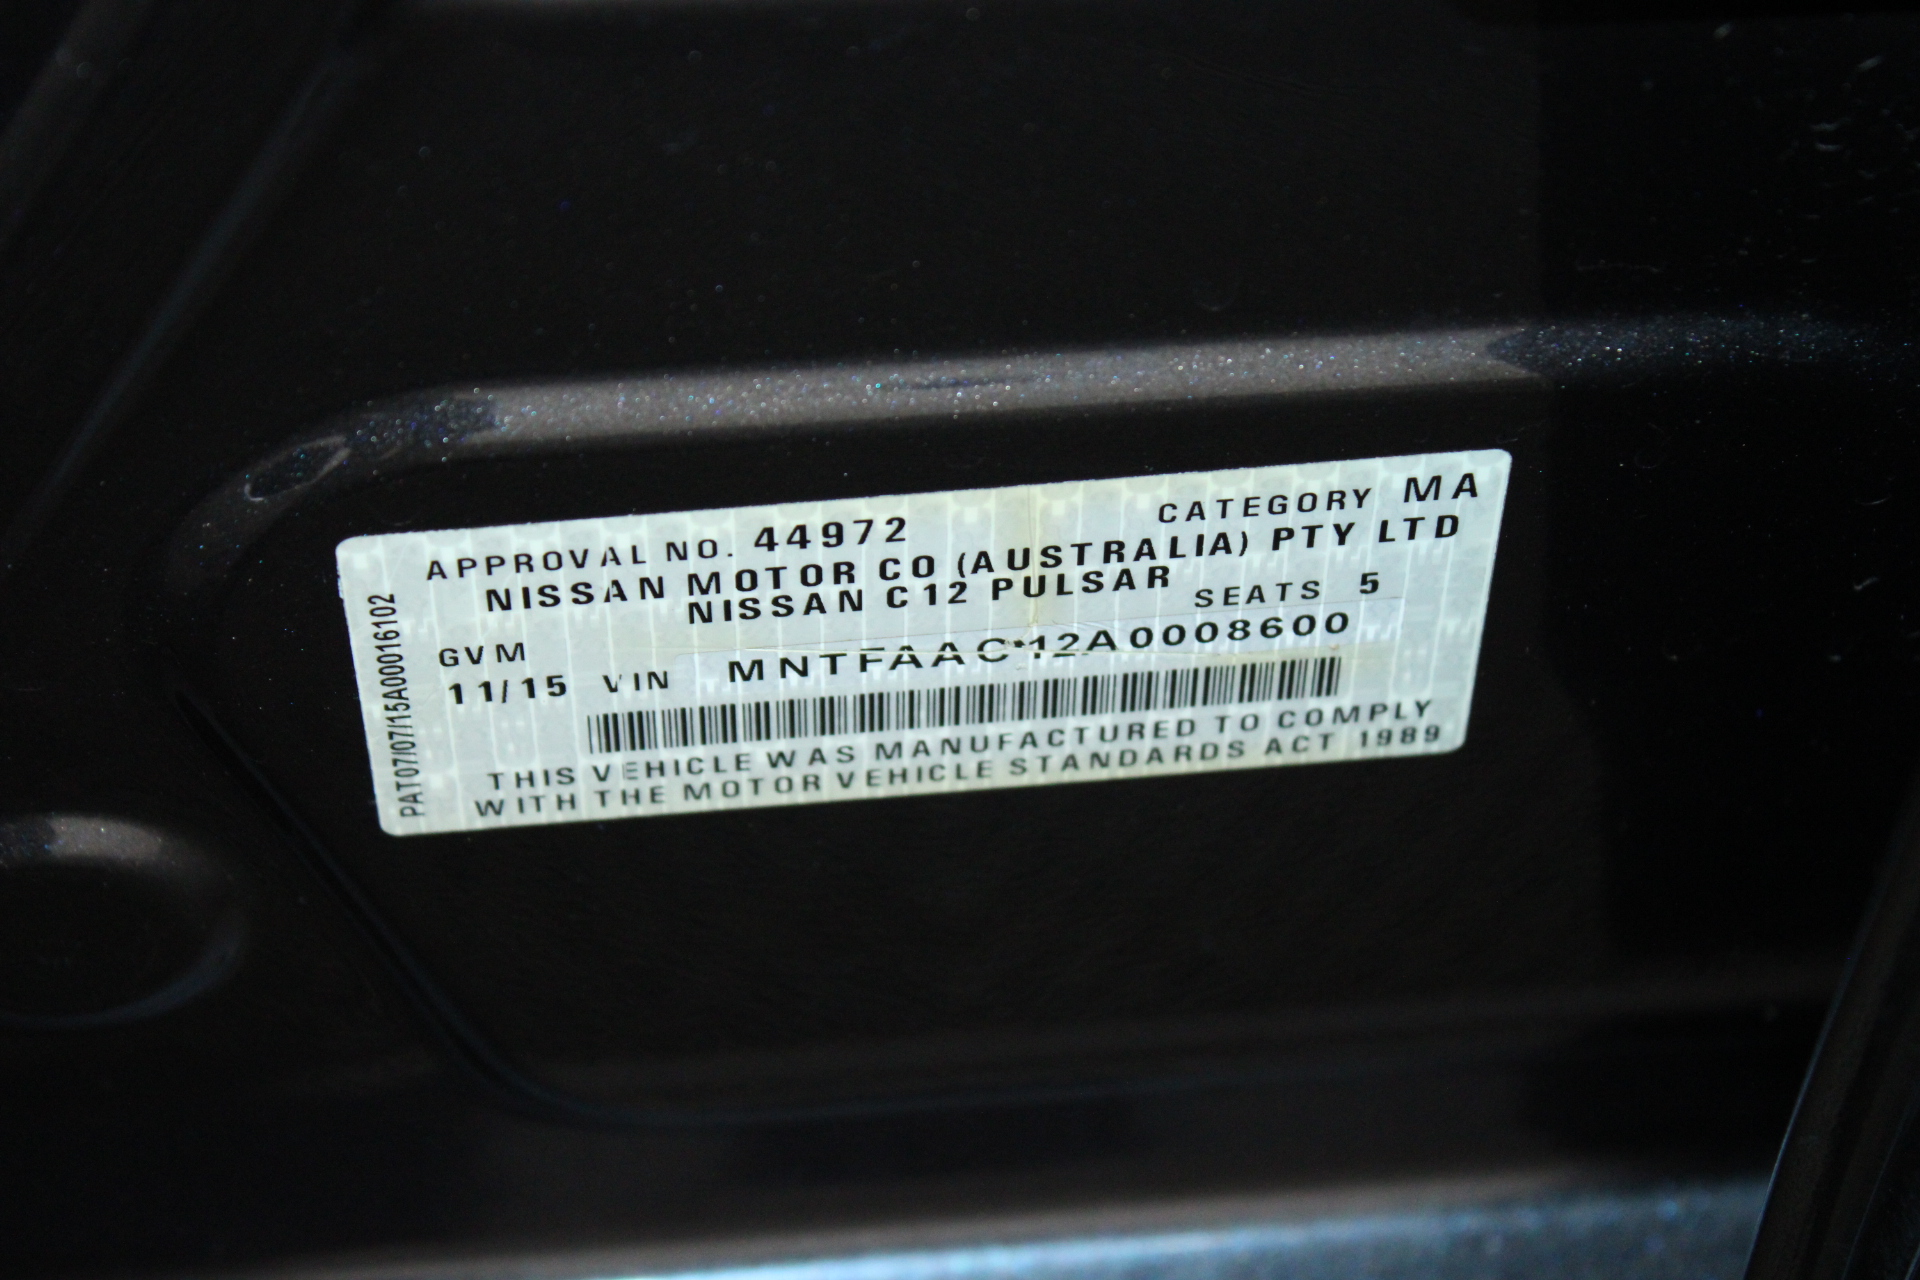 APPROVAL NO. 44972 CATEGORY MA
NISSAN MOTOR CO (AUSTRALIA) PTY LTD
NISSAN C12 PULSAR SEATS 5
GVM
11/15 VIN MNTFAAC12A0008600
THIS VEHICLE WAS MANUFACTURED TO COMPLY
WITH THE MOTOR VEHICLE STANDARDS ACT 1989
PAT07/07/15A0016102